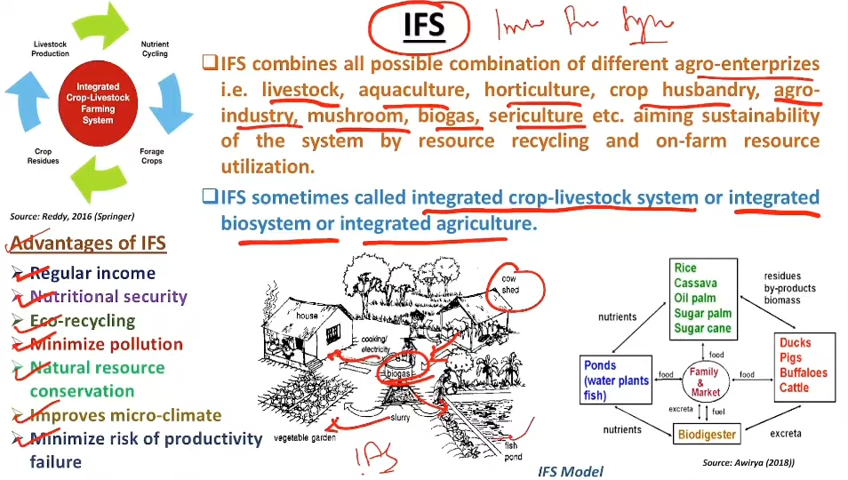 IFS
Livestock
Production
Nutrient
Cycling
Integrated
Crop-Livestock
Farming
System
Crop
Residues
Forage
Crops
Source: Reddy, 2016 (Springer)
IFS combines all possible combination of different agro-enterprizes
i.e. livestock, aquaculture, horticulture, crop husbandry, agro-
industry, mushroom, biogas, sericulture etc. aiming sustainability
of the system by resource recycling and on-farm resource
utilization.
IFS sometimes called integrated crop-livestock system or integrated
biosystem or integrated agriculture.
Advantages of IFS
Regular income
Nutritional security
Eco-recycling
Minimize pollution
Natural resource
conservation
Improves micro-climate
Minimize risk of productivity
failure
cow
shed
house
cooking/
electricity
biogas
slurry
vegetable garden
fish
pond
IFS
IFS Model
Rice
Cassava
Oil palm
Sugar palm
Sugar cane
residues
by-products
biomass
nutrients
food
Ponds
(water plants
fish)
food
Family
&
Market
food
Ducks
Pigs
Buffaloes
Cattle
excreta
fuel
nutrients
Biodigester
excreta
Source: Awirya (2018))